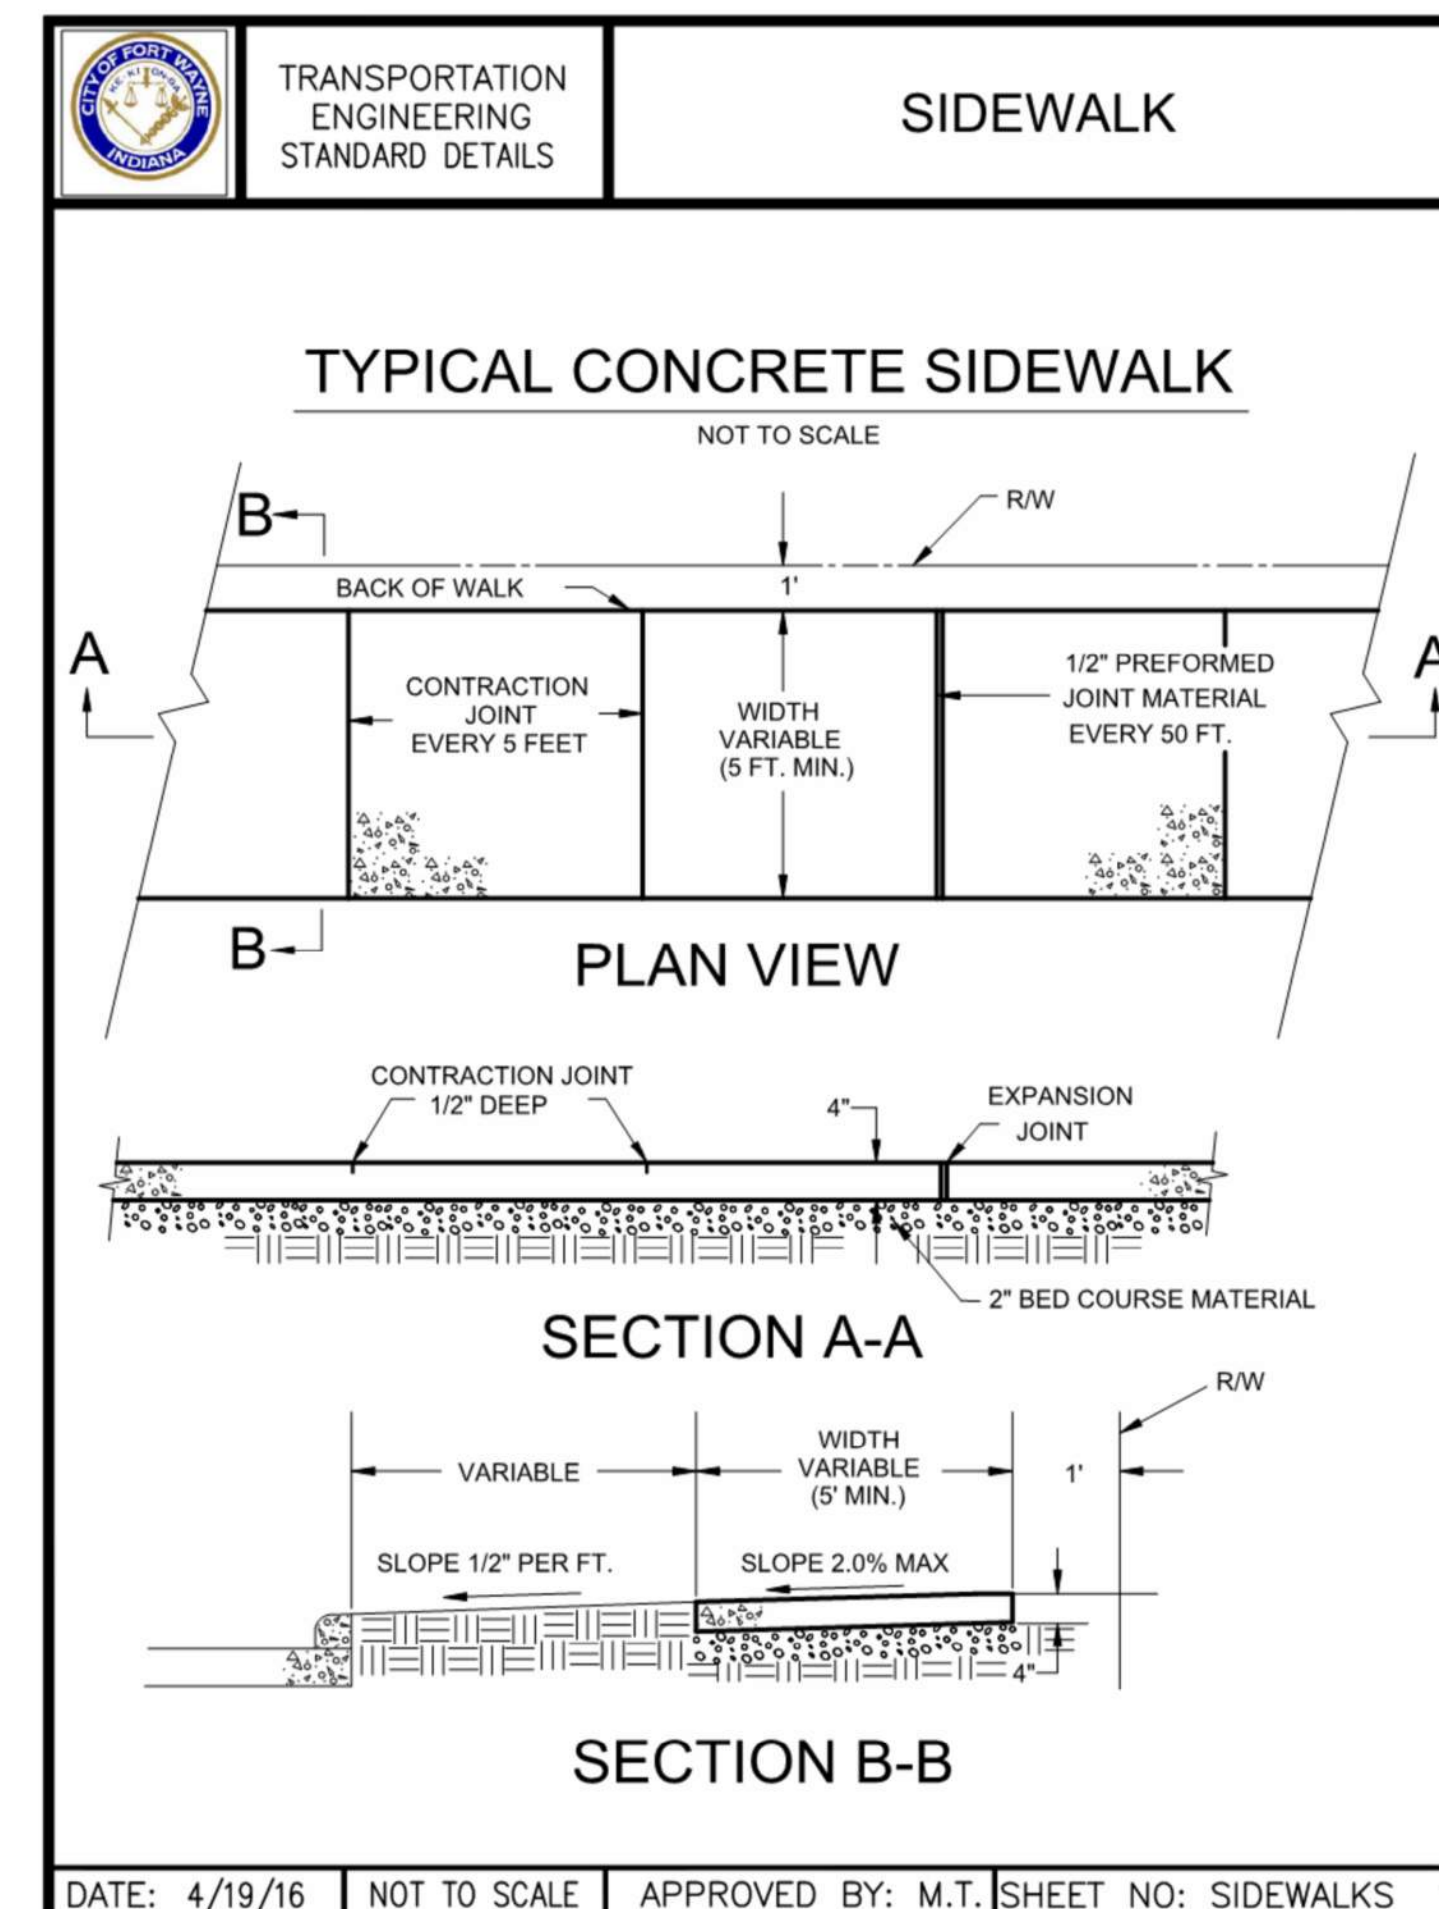 CITY OF FORT WAYNE
INDIANA
TRANSPORTATION
ENGINEERING
STANDARD DETAILS
SIDEWALK
TYPICAL CONCRETE SIDEWALK
NOT TO SCALE
B
R/W
BACK OF WALK
1'
A
A
CONTRACTION
JOINT
EVERY 5 FEET
WIDTH
VARIABLE
(5 FT. MIN.)
1/2" PREFORMED
JOINT MATERIAL
EVERY 50 FT.
B
PLAN VIEW
CONTRACTION JOINT
1/2" DEEP
4"
EXPANSION
JOINT
2" BED COURSE MATERIAL
SECTION A-A
R/W
VARIABLE
WIDTH
VARIABLE
(5' MIN.)
1'
SLOPE 1/2" PER FT.
SLOPE 2.0% MAX
4"
SECTION B-B
DATE: 4/19/16
NOT TO SCALE
APPROVED BY: M.T.
SHEET NO: SIDEWALKS